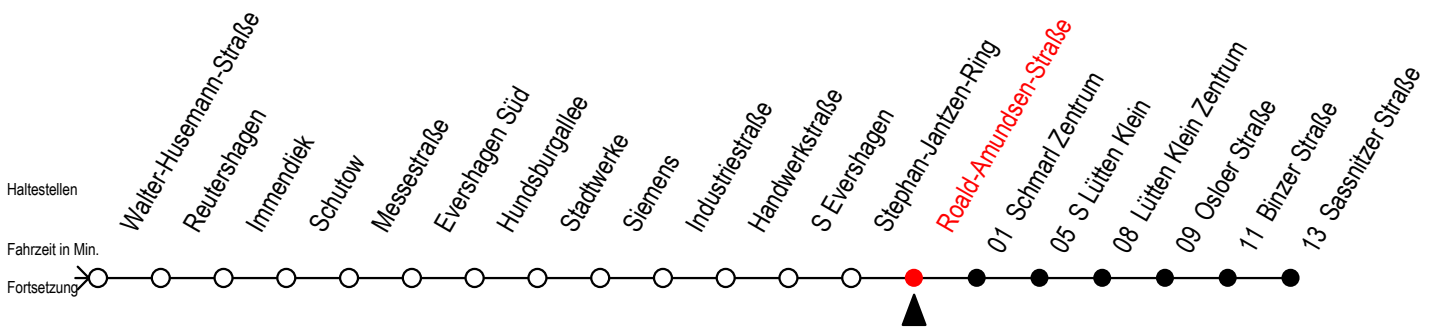 Haltestellen
Walter-Husemann-Straße
Reutershagen
Immendiek
Schutow
Messestraße
Evershagen Süd
Hundsburgallee
Stadtwerke
Siemens
Industriestraße
Handwerkstraße
S Evershagen
Stephan-Jantzen-Ring
Roald-Amundsen-Straße
01 Schmarl Zentrum
05 S Lütten Klein
08 Lütten Klein Zentrum
09 Osloer Straße
11 Binzer Straße
13 Sassnitzer Straße
Fahrzeit in Min.
Fortsetzung